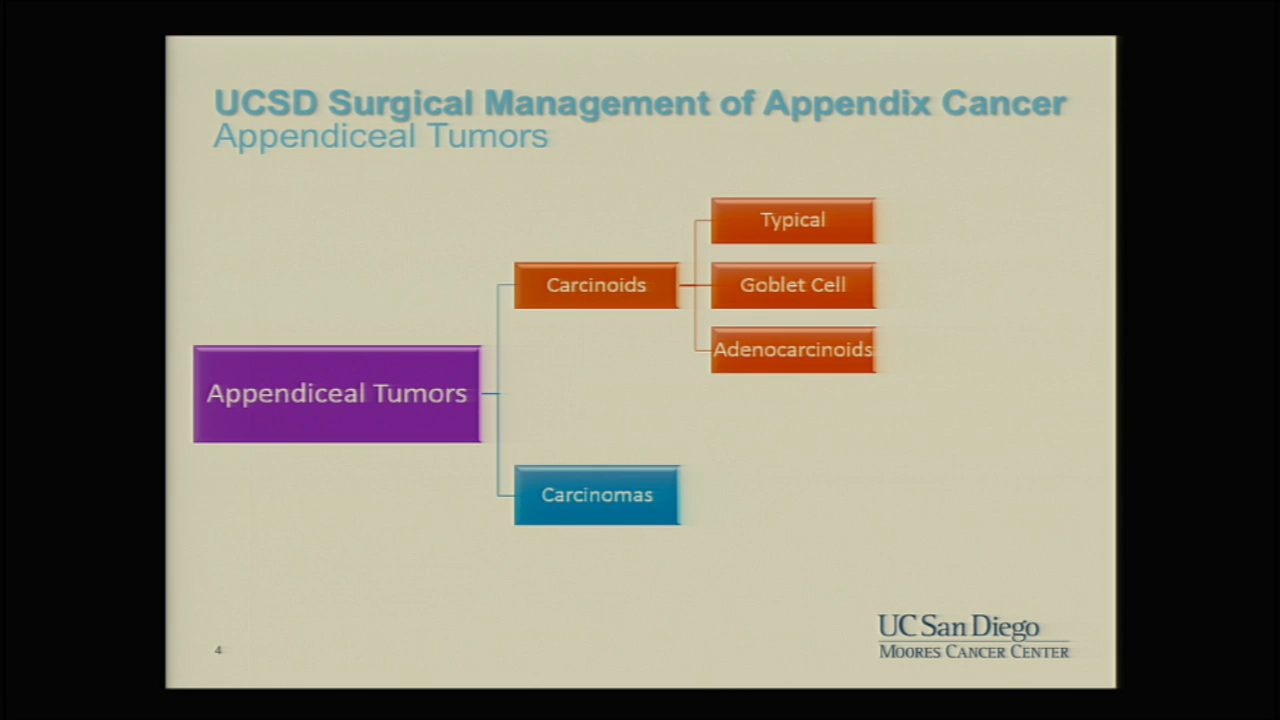 UCSD Surgical Management of Appendix Cancer
Appendiceal Tumors
Typical
Carcinoids
Goblet Cell
Adenocarcinoids
Appendiceal Tumors
Carcinomas
4
UC San Diego
MOORES CANCER CENTER